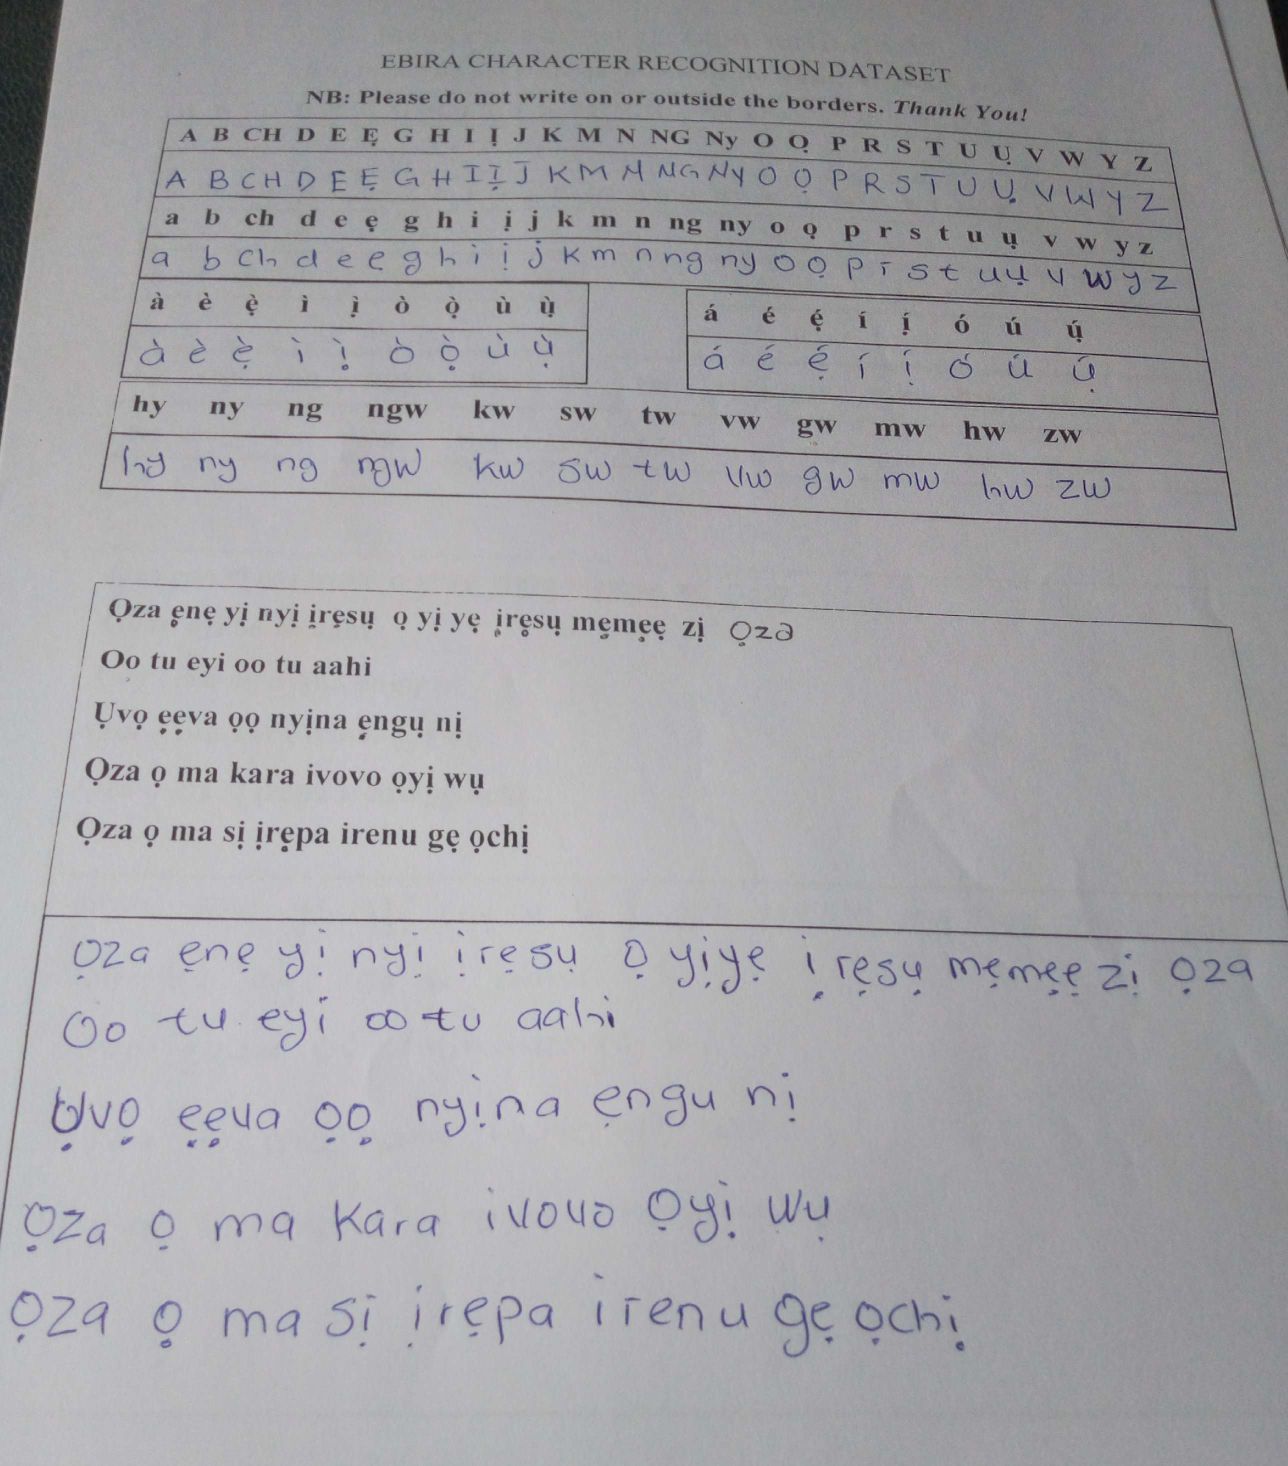 EBIRA CHARACTER RECOGNITION DATASET
NB: Please do not write on or outside the borders. Thank You!
A B CH D E Ẹ G H I Ị J K M N NG Ny O Ọ P R S T U Ụ V W Y Z
A B CH D E Ẹ G H I Ị J K M N NG NY O Ọ P R S T U Ụ V W Y Z
a b ch d e ẹ g h i ị j k m n ng ny o ọ p r s t u ụ v w y z
a b ch d e ẹ g h i ị j k m n ng ny o ọ p r s t u ụ v w y z
à è ẹ̀ ì ị̀ ò ọ̀ ù ụ̀
à è ẹ̀ ì ị̀ ò ọ̀ ù ụ̀
á é ẹ́ í ị́ ó ú ụ́
á é ẹ́ í ị́ ó ú ụ́
hy ny ng ngw kw sw tw vw gw mw hw zw
hy ny ng ngw kw sw tw vw gw mw hw zw
Ọza ẹnẹ yị nyị ịrẹsụ ọ yị yẹ ịrẹsụ mẹmẹẹ zị Ọza
Oo tu eyi oo tu aahi
Ụvọ ẹẹva ọọ nyịna ẹngụ nị
Ọza ọ ma kara ivovo ọyị wụ
Ọza ọ ma sị ịrẹpa irenu gẹ ọchị
Ọza ẹnẹ yị nyị ịrẹsụ Ọ yịyẹ ịrẹsụ mẹmẹẹ zị Ọza
Oo tu eyi oo tu aahi
Ụvọ ẹẹva ọọ nyịna ẹngu nị
Ọza ọ ma Kara ivovo Ọyị wụ
Ọza ọ ma sị ịrẹpa irenu gẹ ọchị